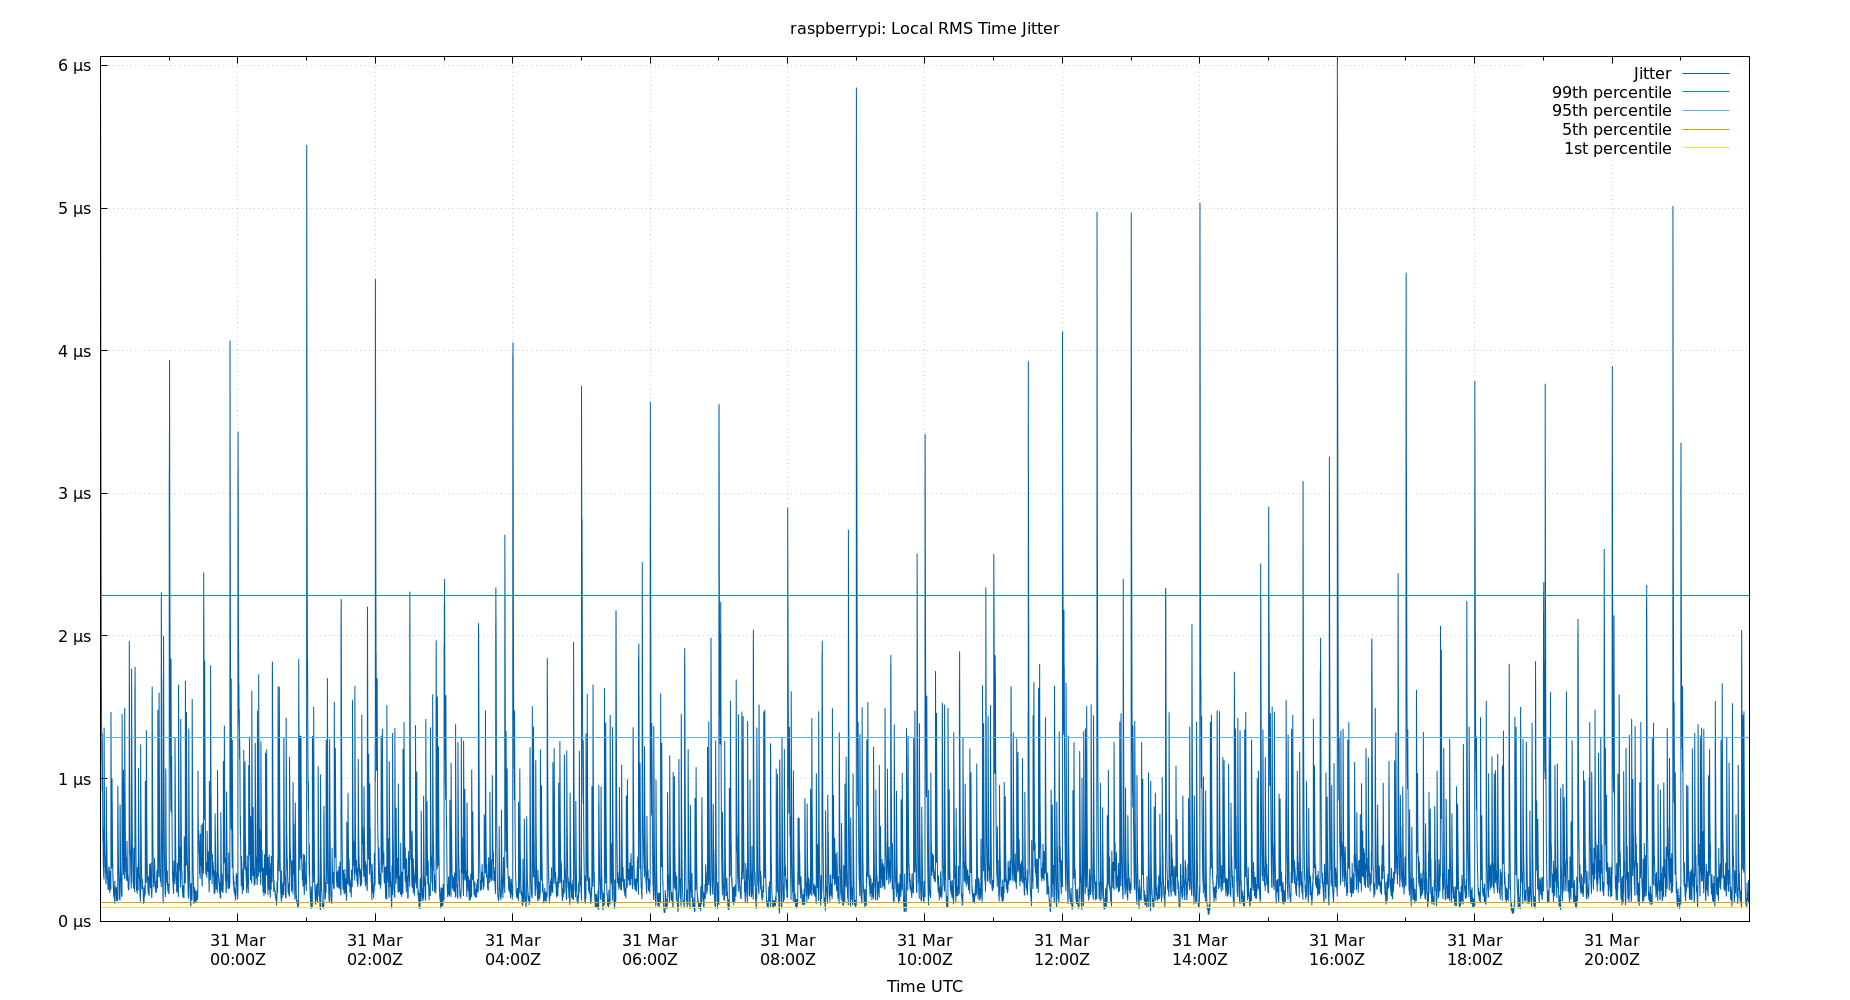 raspberrypi: Local RMS Time Jitter
6 µs
5 µs
4 µs
3 µs
2 µs
1 µs
0 µs
Jitter
99th percentile
95th percentile
5th percentile
1st percentile
31 Mar 31 Mar 31 Mar 31 Mar 31 Mar 31 Mar 31 Mar 31 Mar 31 Mar 31 Mar 31 Mar
00:00Z 02:00Z 04:00Z 06:00Z 08:00Z 10:00Z 12:00Z 14:00Z 16:00Z 18:00Z 20:00Z
Time UTC